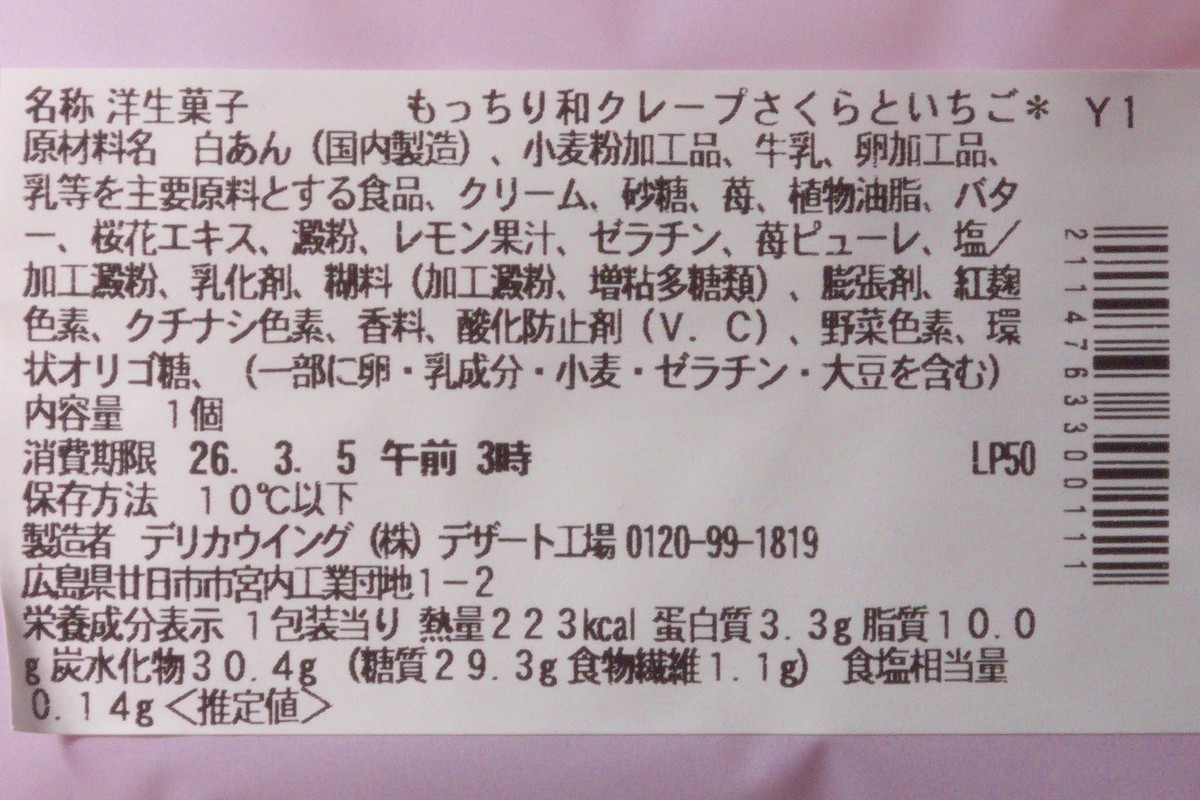 名称 洋生菓子 もっちり和クレープさくらといちご* Y1
原材料名 白あん（国内製造）、小麦粉加工品、牛乳、卵加工品、
乳等を主要原料とする食品、クリーム、砂糖、苺、植物油脂、バタ
ー、桜花エキス、澱粉、レモン果汁、ゼラチン、苺ピューレ、塩／
加工澱粉、乳化剤、糊料（加工澱粉、増粘多糖類）、膨張剤、紅麹
色素、クチナシ色素、香料、酸化防止剤（V．C）、野菜色素、環
状オリゴ糖、（一部に卵・乳成分・小麦・ゼラチン・大豆を含む）
内容量 1個
消費期限 26. 3. 5 午前 3時 LP50
保存方法 10℃以下
製造者 デリカウイング（株）デザート工場 0120-99-1819
広島県廿日市市宮内工業団地1-2
栄養成分表示 1包装当り 熱量223kcal 蛋白質3.3g 脂質10.0
g 炭水化物30.4g（糖質29.3g 食物繊維1.1g） 食塩相当量
0.14g＜推定値＞
2114763300111